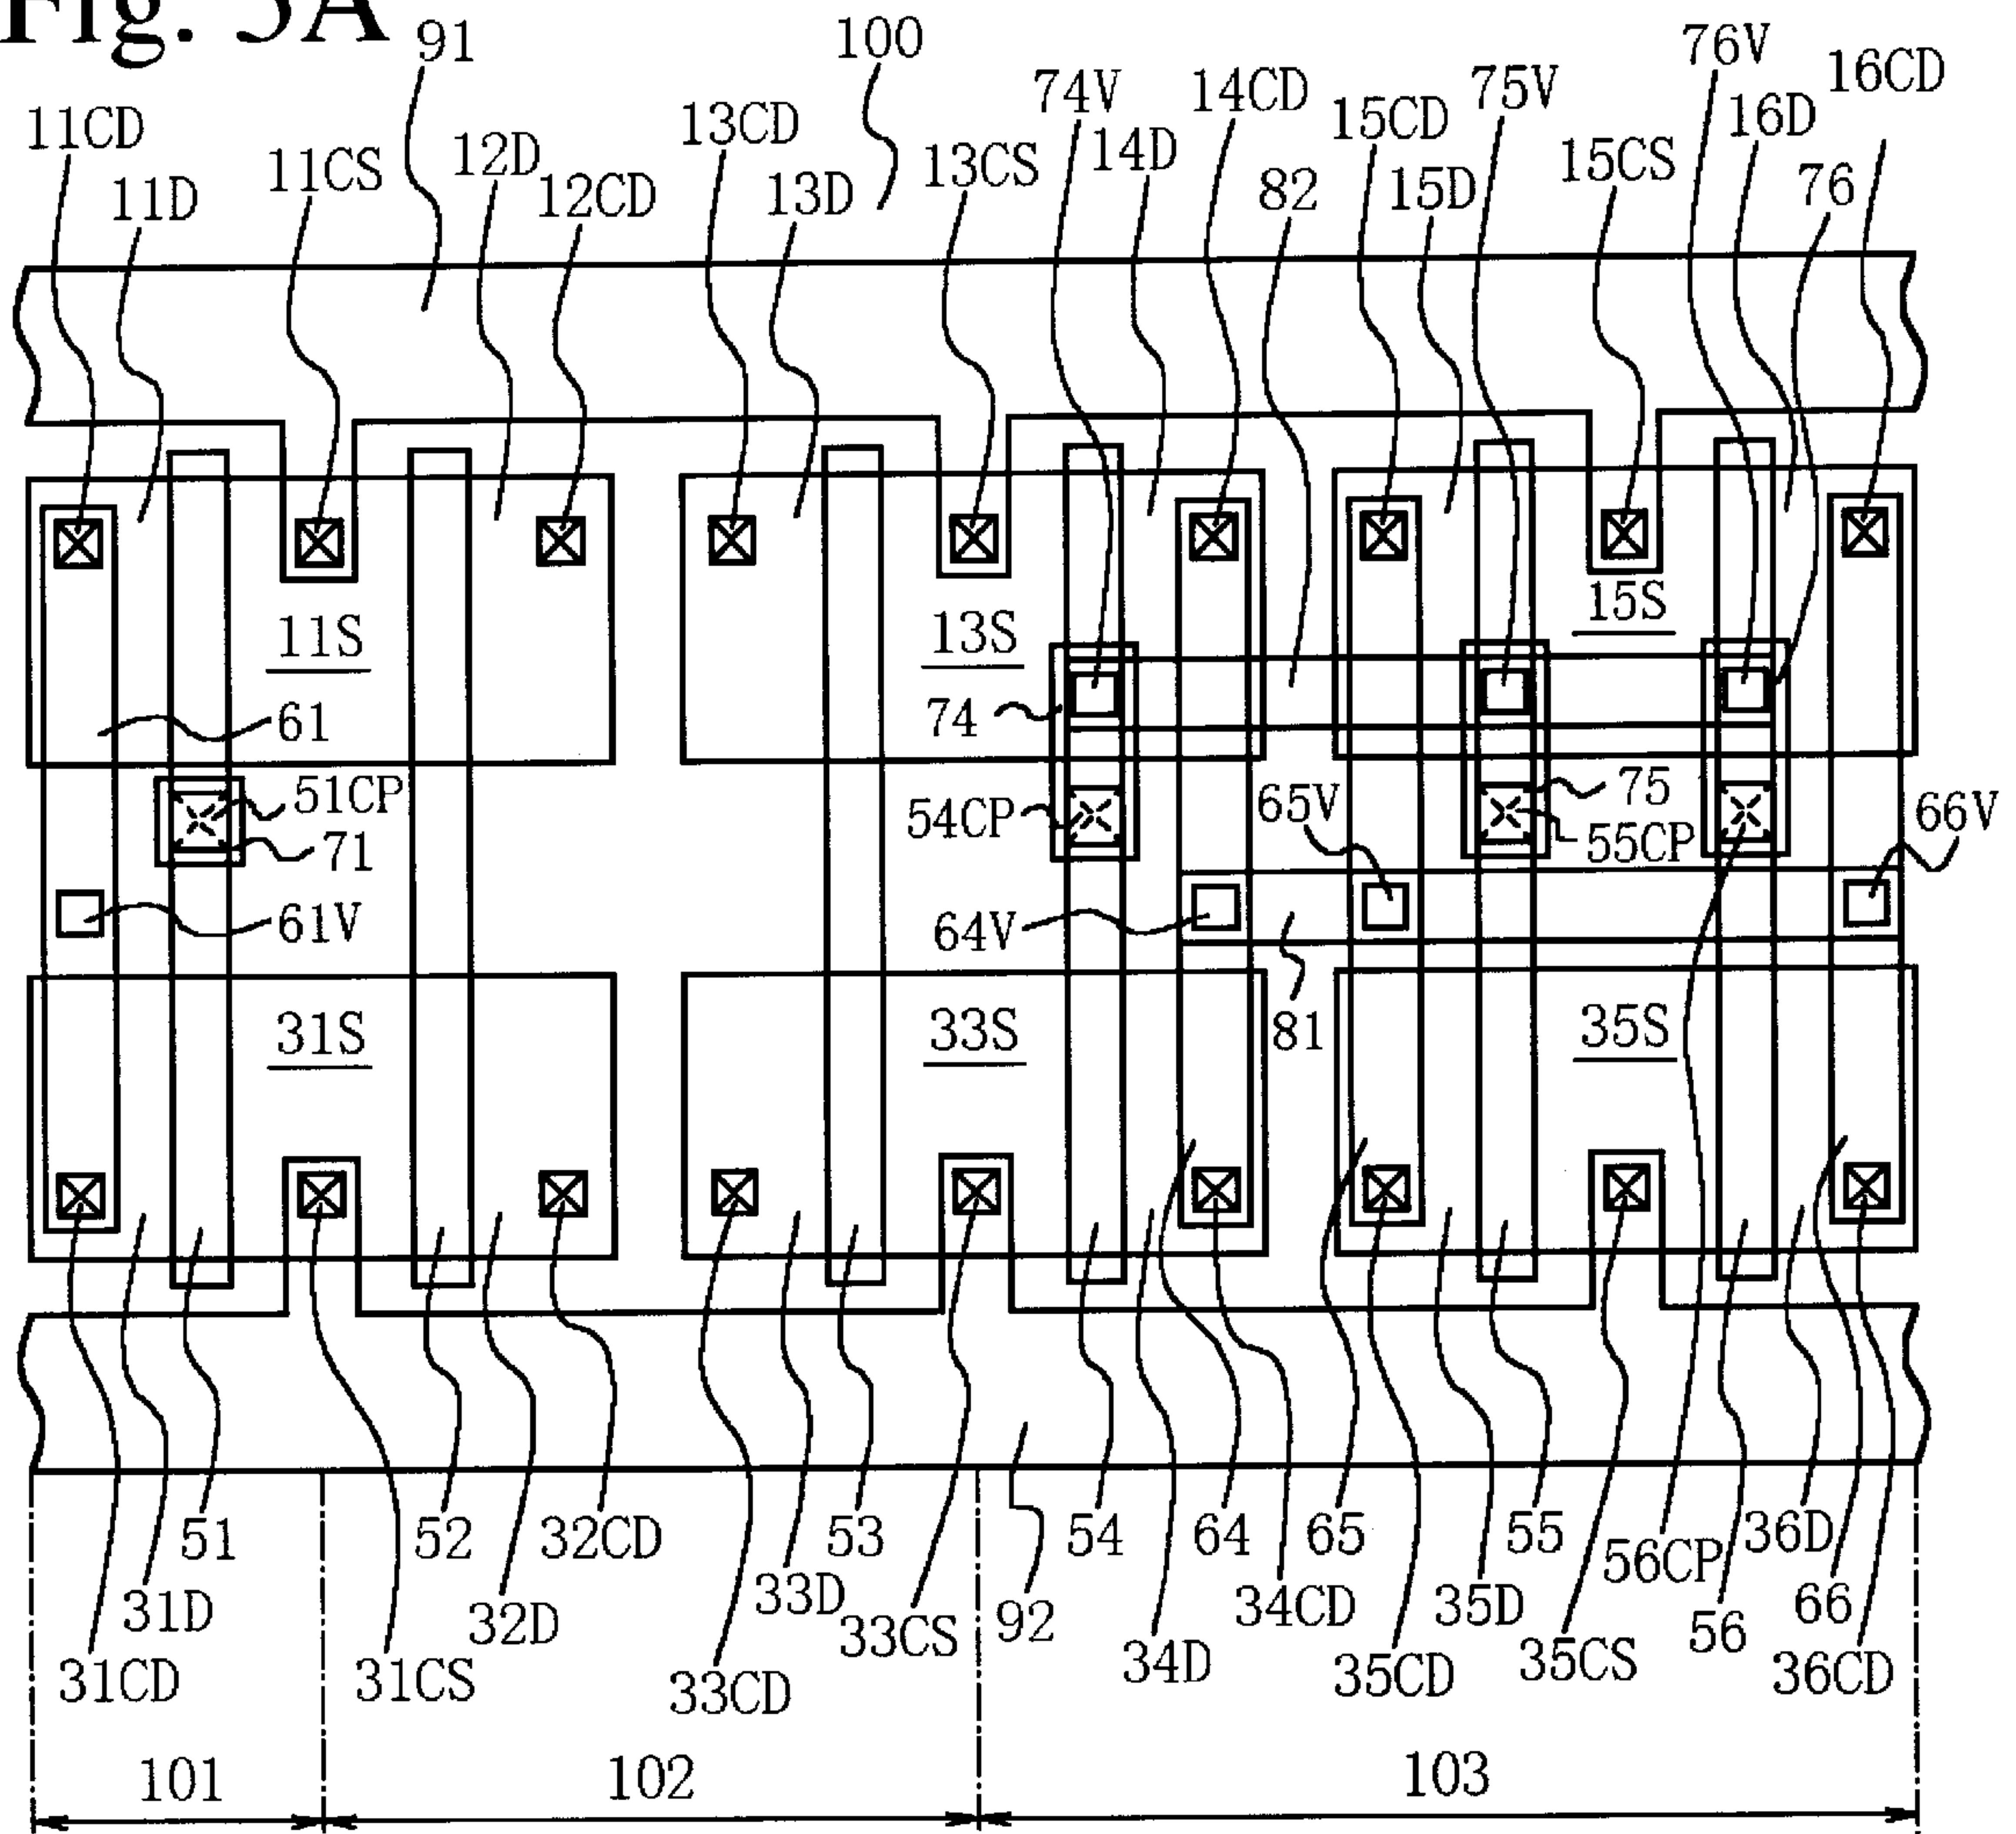 Fig. 5A
91
100
76V
16CD
74V
14CD
75V
11CD
13CD
15CD
16D
11CS
12D
13CS
14D
15CS
11D
12CD
13D
82
15D
76
11S
13S
15S
61
74
51CP
71
54CP
65V
75
55CP
66V
61V
64V
81
31S
33S
35S
51
52
32CD
53
54
64
65
55
56CP
36D
31D
32D
33D
33CS
92
34CD
35D
35CS
56
66
31CD
31CS
33CD
34D
35CD
36CD
101
102
103